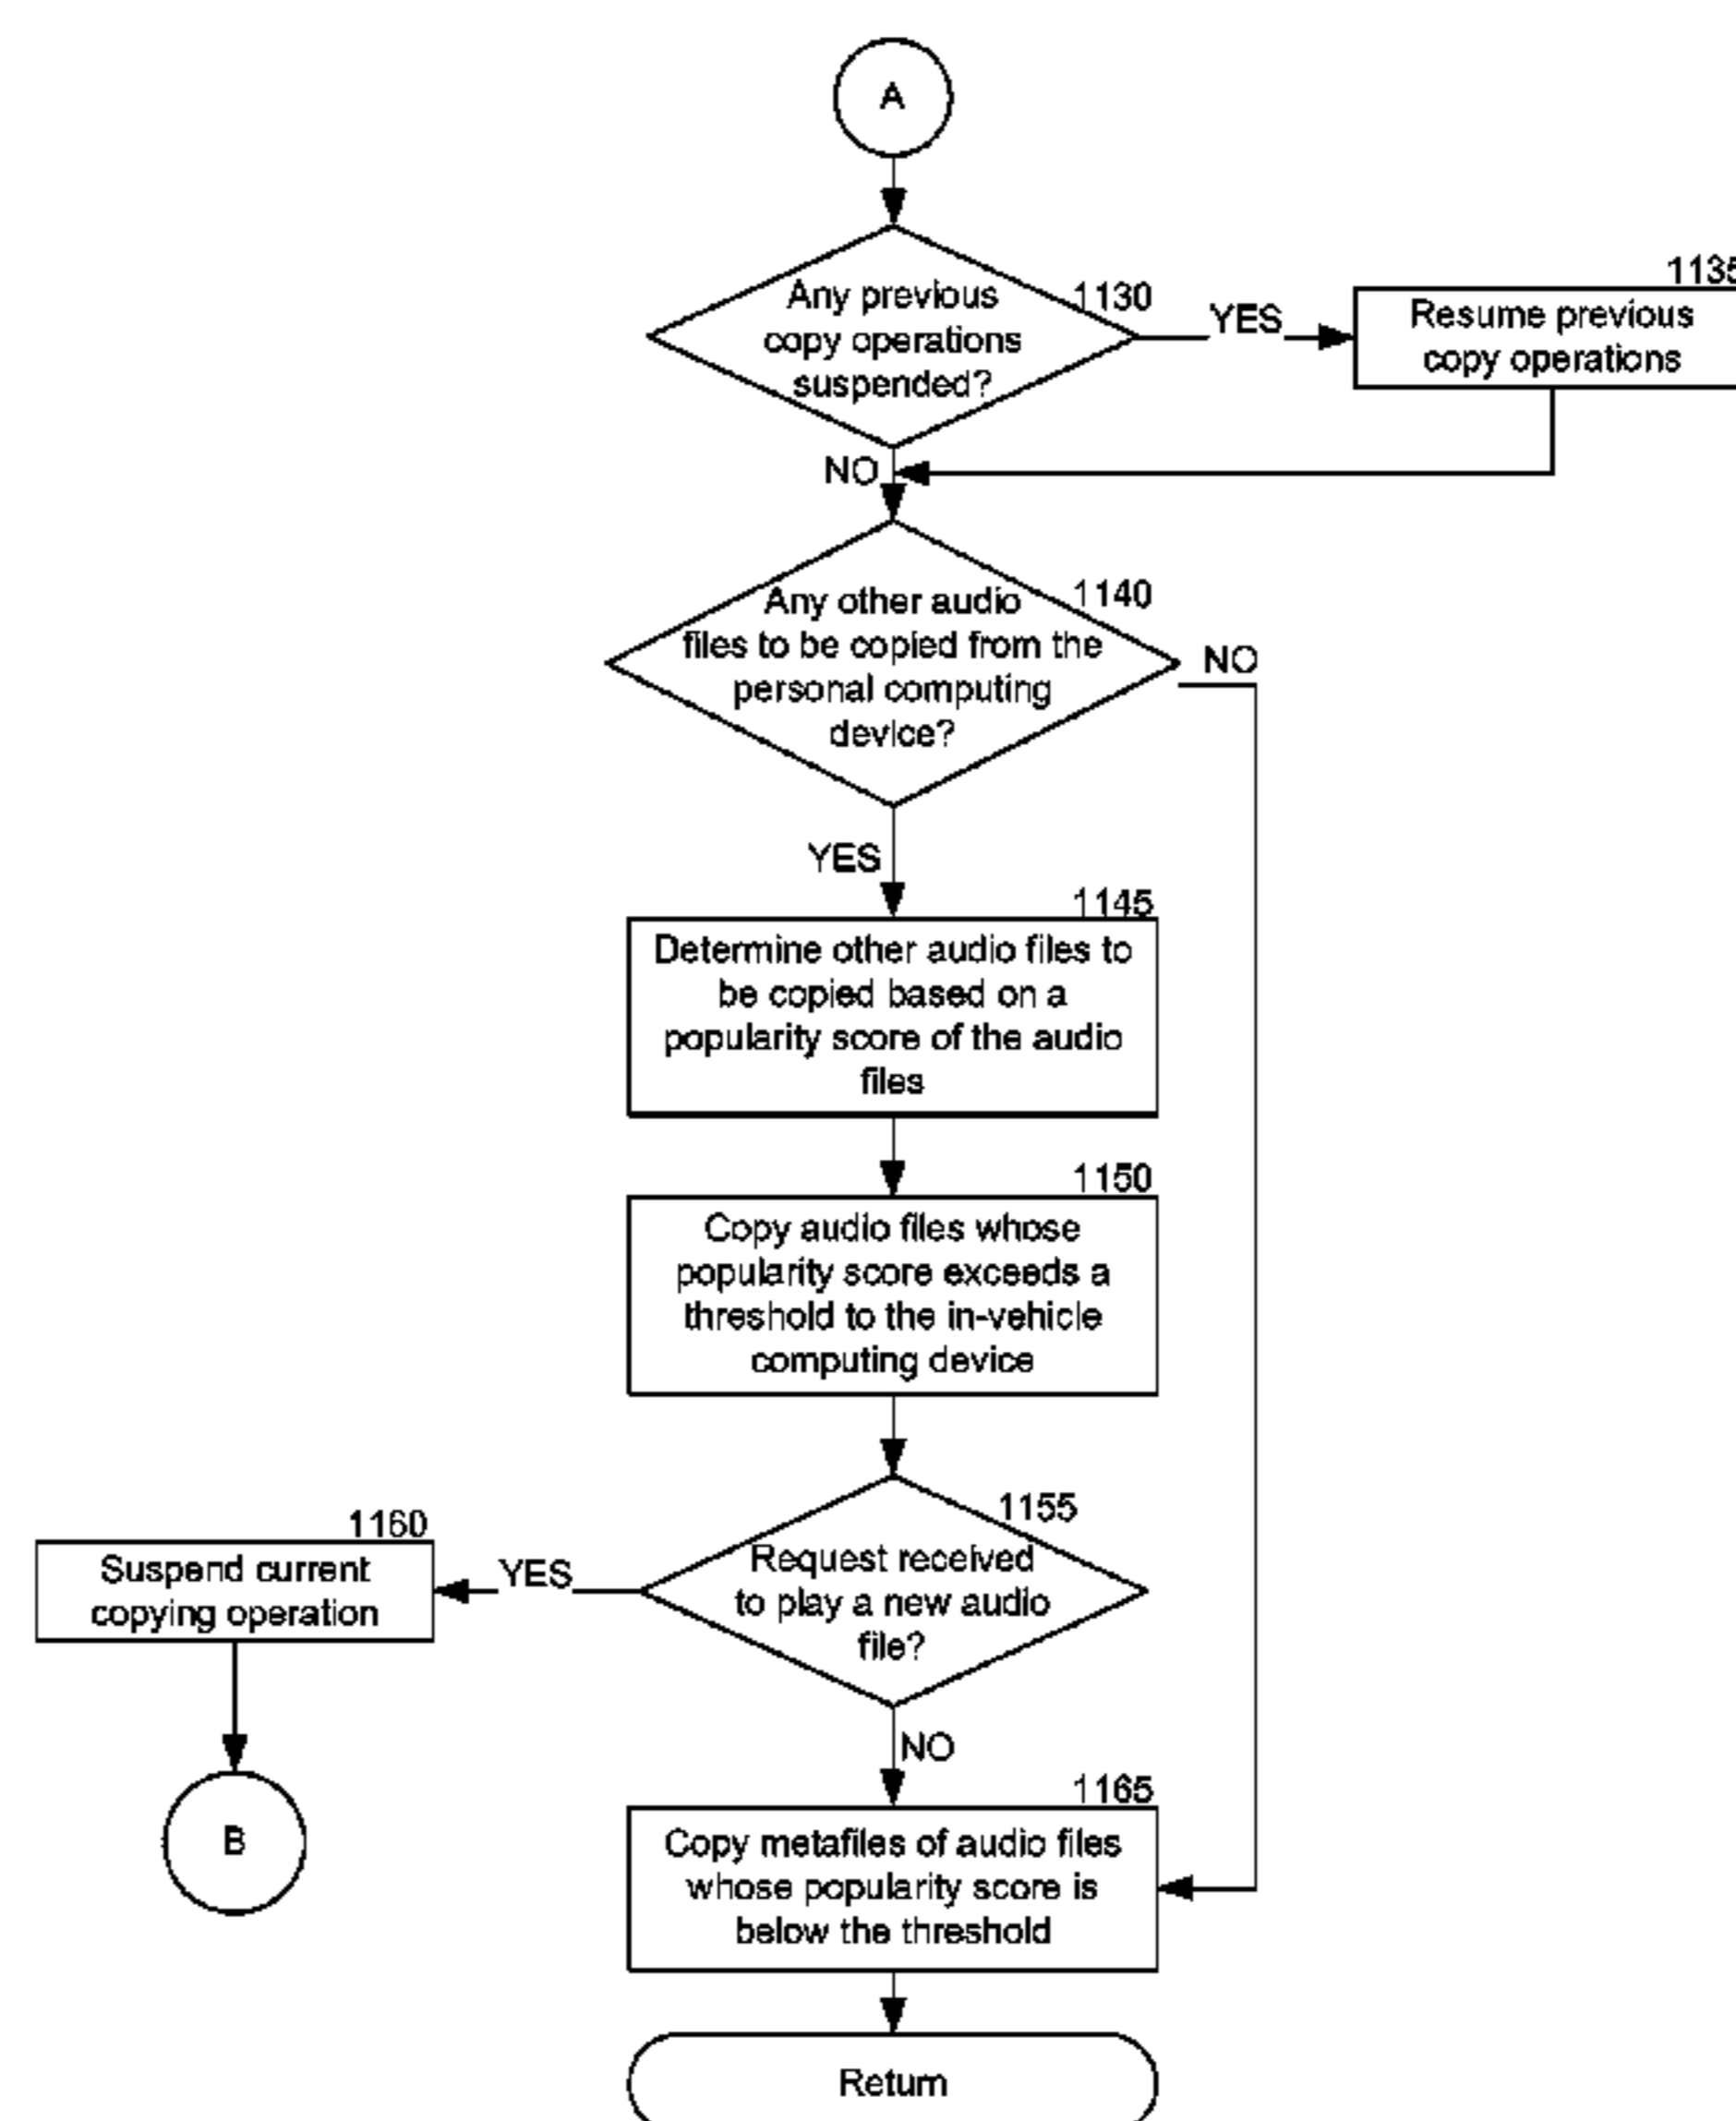 A
Any previous
copy operations
suspended?
1130
YES
1135
Resume previous
copy operations
NO
Any other audio
files to be copied from the
personal computing
device?
1140
NO
YES
1145
Determine other audio files to
be copied based on a
popularity score of the audio
files
1150
Copy audio files whose
popularity score exceeds a
threshold to the in-vehicle
computing device
1155
Request received
to play a new audio
file?
YES
1160
Suspend current
copying operation
B
NO
1165
Copy metafiles of audio files
whose popularity score is
below the threshold
Return